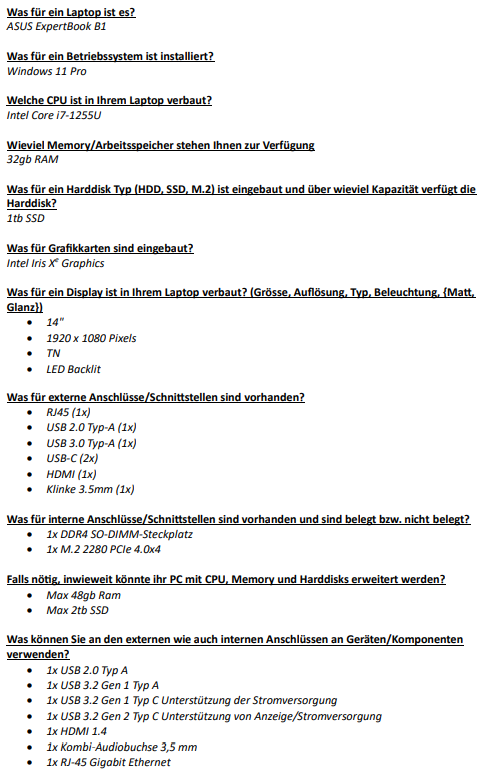 Was für ein Laptop ist es?
ASUS ExpertBook B1
Was für ein Betriebssystem ist installiert?
Windows 11 Pro
Welche CPU ist in Ihrem Laptop verbaut?
Intel Core i7-1255U
Wieviel Memory/Arbeitsspeicher stehen Ihnen zur Verfügung
32gb RAM
Was für ein Harddisk Typ (HDD, SSD, M.2) ist eingebaut und über wieviel Kapazität verfügt die
Harddisk?
1tb SSD
Was für Grafikkarten sind eingebaut?
Intel Iris Xᵉ Graphics
Was für ein Display ist in Ihrem Laptop verbaut? (Grösse, Auflösung, Typ, Beleuchtung, {Matt,
Glanz})
• 14"
• 1920 x 1080 Pixels
• TN
• LED Backlit
Was für externe Anschlüsse/Schnittstellen sind vorhanden?
• RJ45 (1x)
• USB 2.0 Typ-A (1x)
• USB 3.0 Typ-A (1x)
• USB-C (2x)
• HDMI (1x)
• Klinke 3.5mm (1x)
Was für interne Anschlüsse/Schnittstellen sind vorhanden und sind belegt bzw. nicht belegt?
• 1x DDR4 SO-DIMM-Steckplatz
• 1x M.2 2280 PCIe 4.0x4
Falls nötig, inwieweit könnte ihr PC mit CPU, Memory und Harddisks erweitert werden?
• Max 48gb Ram
• Max 2tb SSD
Was können Sie an den externen wie auch internen Anschlüssen an Geräten/Komponenten
verwenden?
• 1x USB 2.0 Typ A
• 1x USB 3.2 Gen 1 Typ A
• 1x USB 3.2 Gen 1 Typ C Unterstützung der Stromversorgung
• 1x USB 3.2 Gen 2 Typ C Unterstützung von Anzeige/Stromversorgung
• 1x HDMI 1.4
• 1x Kombi-Audiobuchse 3,5 mm
• 1x RJ-45 Gigabit Ethernet